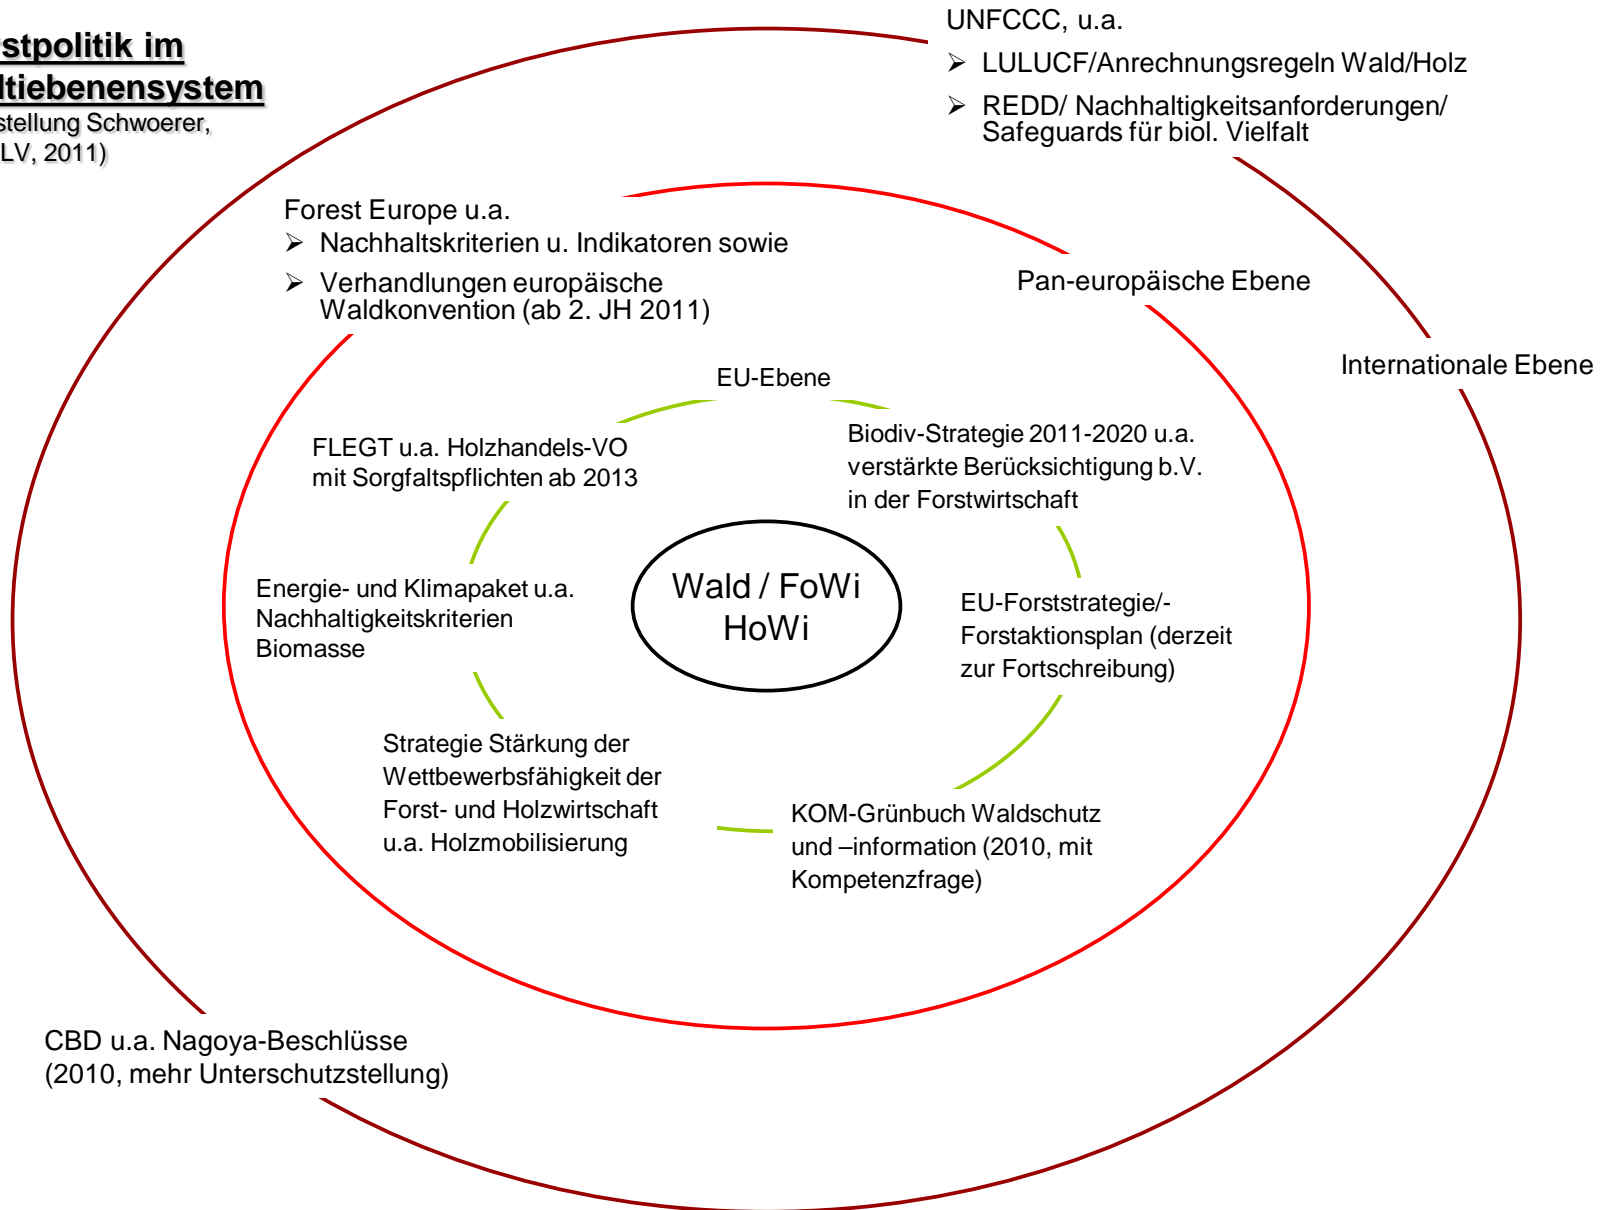 stpolitik im
ltiebenensystem
stellung Schwoerer,
LV, 2011)
UNFCCC, u.a.
➢ LULUCF/Anrechnungsregeln Wald/Holz
➢ REDD/ Nachhaltigkeitsanforderungen/
Safeguards für biol. Vielfalt
Forest Europe u.a.
➢ Nachhaltskriterien u. Indikatoren sowie
➢ Verhandlungen europäische
Waldkonvention (ab 2. JH 2011)
Pan-europäische Ebene
Internationale Ebene
EU-Ebene
FLEGT u.a. Holzhandels-VO
mit Sorgfaltspflichten ab 2013
Biodiv-Strategie 2011-2020 u.a.
verstärkte Berücksichtigung b.V.
in der Forstwirtschaft
Energie- und Klimapaket u.a.
Nachhaltigkeitskriterien
Biomasse
Wald / FoWi
HoWi
EU-Forststrategie/-
Forstaktionsplan (derzeit
zur Fortschreibung)
Strategie Stärkung der
Wettbewerbsfähigkeit der
Forst- und Holzwirtschaft
u.a. Holzmobilisierung
KOM-Grünbuch Waldschutz
und –information (2010, mit
Kompetenzfrage)
CBD u.a. Nagoya-Beschlüsse
(2010, mehr Unterschutzstellung)